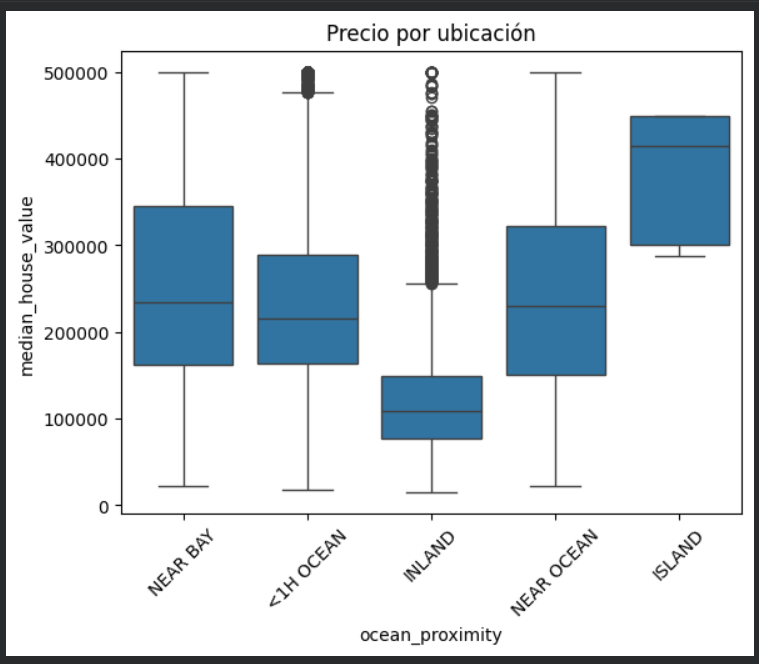 Precio por ubicación
500000
400000
300000
200000
100000
0
median_house_value
NEAR BAY
<1H OCEAN
INLAND
NEAR OCEAN
ISLAND
ocean_proximity